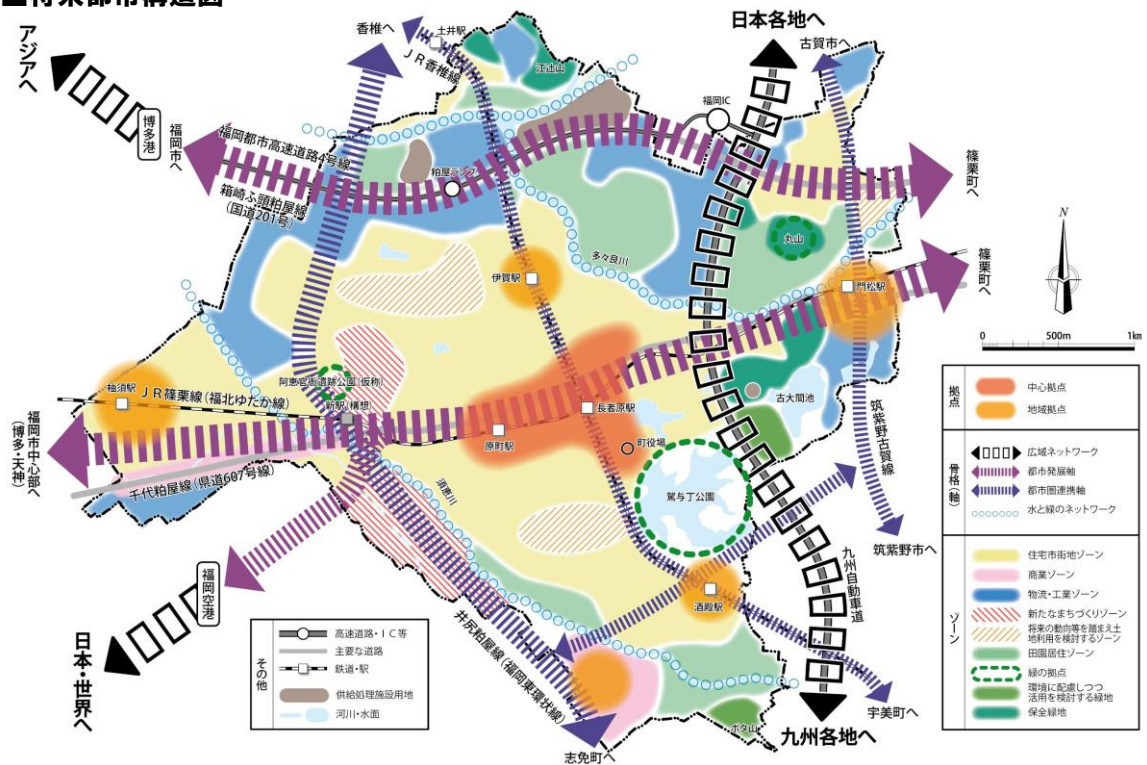 ■将来都市構造図
アジアへ
博多港
福岡市へ
香椎へ
土井駅
JR香椎線
江辻山
日本各地へ
古賀市へ
福岡IC
福岡都市高速道路4号線
箱崎ふ頭粕屋線
(国道201号)
粕屋ランプ
篠栗町へ
丸山
多々良川
伊賀駅
門松駅
篠栗町へ
N
0 500m 1km
阿恵官衙遺跡公園(仮称)
柚須駅
JR篠栗線(福北ゆたか線)
新駅(構想)
長者原駅
原町駅
町役場
古大間池
筑紫野古賀線
福岡市中心部へ
(博多・天神)
千代粕屋線(県道607号線)
須恵川
駕与丁公園
筑紫野市へ
福岡空港
日本・世界へ
九州自動車道
酒殿駅
井尻粕屋線(福岡東環状線)
宇美町へ
ボタ山
志免町へ
九州各地へ
その他
高速道路・IC等
主要な道路
鉄道・駅
供給処理施設用地
河川・水面
拠点
中心拠点
地域拠点
骨格(軸)
広域ネットワーク
都市発展軸
都市圏連携軸
水と緑のネットワーク
ゾーン
住宅市街地ゾーン
商業ゾーン
物流・工業ゾーン
新たなまちづくりゾーン
将来の動向等を踏まえ土
地利用を検討するゾーン
田園居住ゾーン
緑の拠点
環境に配慮しつつ
活用を検討する緑地
保全緑地